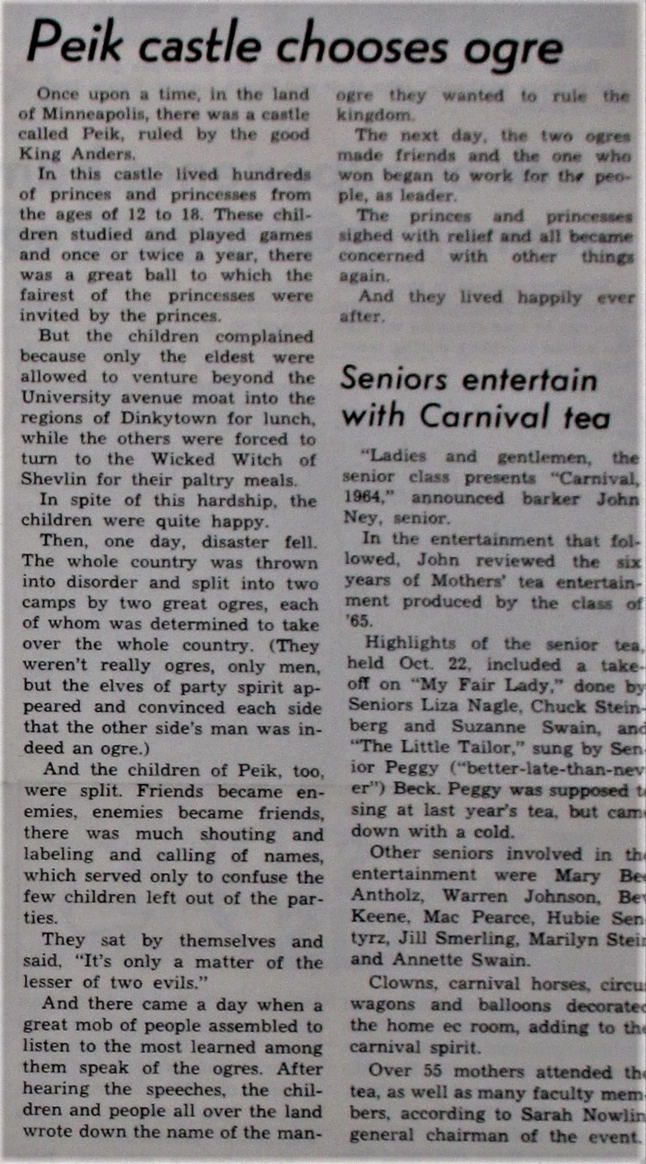 Peik castle chooses ogre
Once upon a time, in the land
of Minneapolis, there was a castle
called Peik, ruled by the good
King Anders.
In this castle lived hundreds
of princes and princesses from
the ages of 12 to 18. These chil-
dren studied and played games
and once or twice a year, there
was a great ball to which the
fairest of the princesses were
invited by the princes.
But the children complained
because only the eldest were
allowed to venture beyond the
University avenue moat into the
regions of Dinkytown for lunch,
while the others were forced to
turn to the Wicked Witch of
Shevlin for their paltry meals.
In spite of this hardship, the
children were quite happy.
Then, one day, disaster fell.
The whole country was thrown
into disorder and split into two
camps by two great ogres, each
of whom was determined to take
over the whole country. (They
weren't really ogres, only men,
but the elves of party spirit ap-
peared and convinced each side
that the other side's man was in-
deed an ogre.)
And the children of Peik, too,
were split. Friends became en-
emies, enemies became friends,
there was much shouting and
labeling and calling of names,
which served only to confuse the
few children left out of the par-
ties.
They sat by themselves and
said, "It's only a matter of the
lesser of two evils."
And there came a day when a
great mob of people assembled to
listen to the most learned among
them speak of the ogres. After
hearing the speeches, the chil-
dren and people all over the land
wrote down the name of the man-
ogre they wanted to rule the
kingdom.
The next day, the two ogres
made friends and the one who
won began to work for the peo-
ple, as leader.
The princes and princesses
sighed with relief and all became
concerned with other things
again.
And they lived happily ever
after.
Seniors entertain
with Carnival tea
"Ladies and gentlemen, the
senior class presents "Carnival,
1964," announced barker John
Ney, senior.
In the entertainment that fol-
lowed, John reviewed the six
years of Mothers' tea entertain-
ment produced by the class of
'65.
Highlights of the senior tea,
held Oct. 22, included a take-
off on "My Fair Lady," done by
Seniors Liza Nagle, Chuck Stein-
berg and Suzanne Swain, and
"The Little Tailor," sung by Sen-
ior Peggy ("better-late-than-nev-
er") Beck. Peggy was supposed t
sing at last year's tea, but cam
down with a cold.
Other seniors involved in the
entertainment were Mary Be
Antholz, Warren Johnson, Bev
Keene, Mac Pearce, Hubie Sen-
tyrz, Jill Smerling, Marilyn Stei
and Annette Swain.
Clowns, carnival horses, circu
wagons and balloons decorate
the home ec room, adding to the
carnival spirit.
Over 55 mothers attended the
tea, as well as many faculty mem-
bers, according to Sarah Nowlin
general chairman of the event.